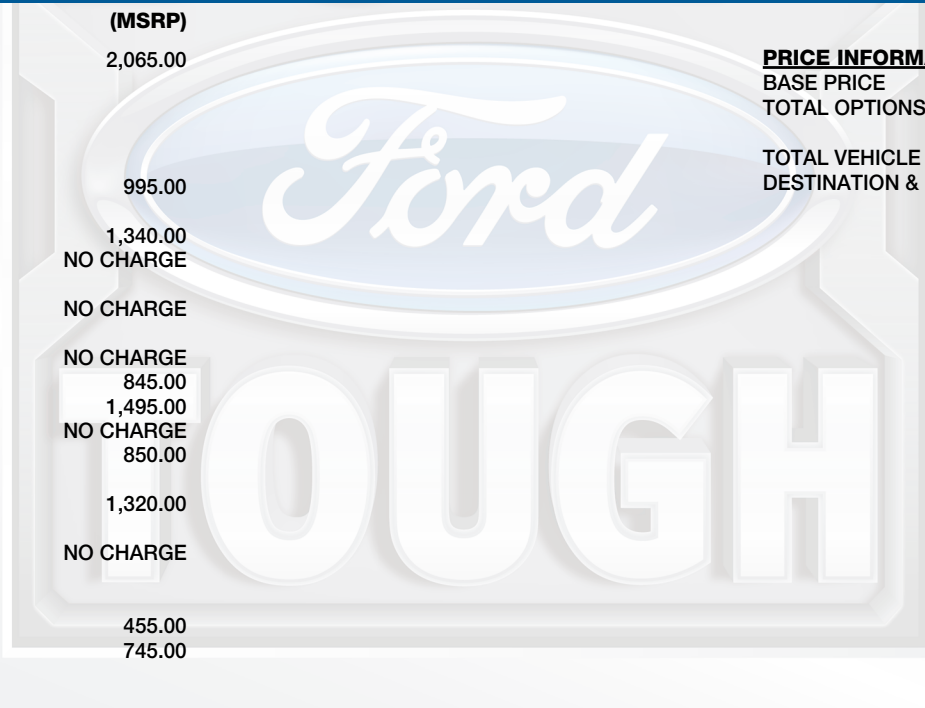 (MSRP)
2,065.00
995.00
1,340.00
NO CHARGE
NO CHARGE
NO CHARGE
845.00
1,495.00
NO CHARGE
850.00
1,320.00
NO CHARGE
455.00
745.00
PRICE INFORM
BASE PRICE
TOTAL OPTIONS
TOTAL VEHICLE
DESTINATION &
Ford
TOUGH